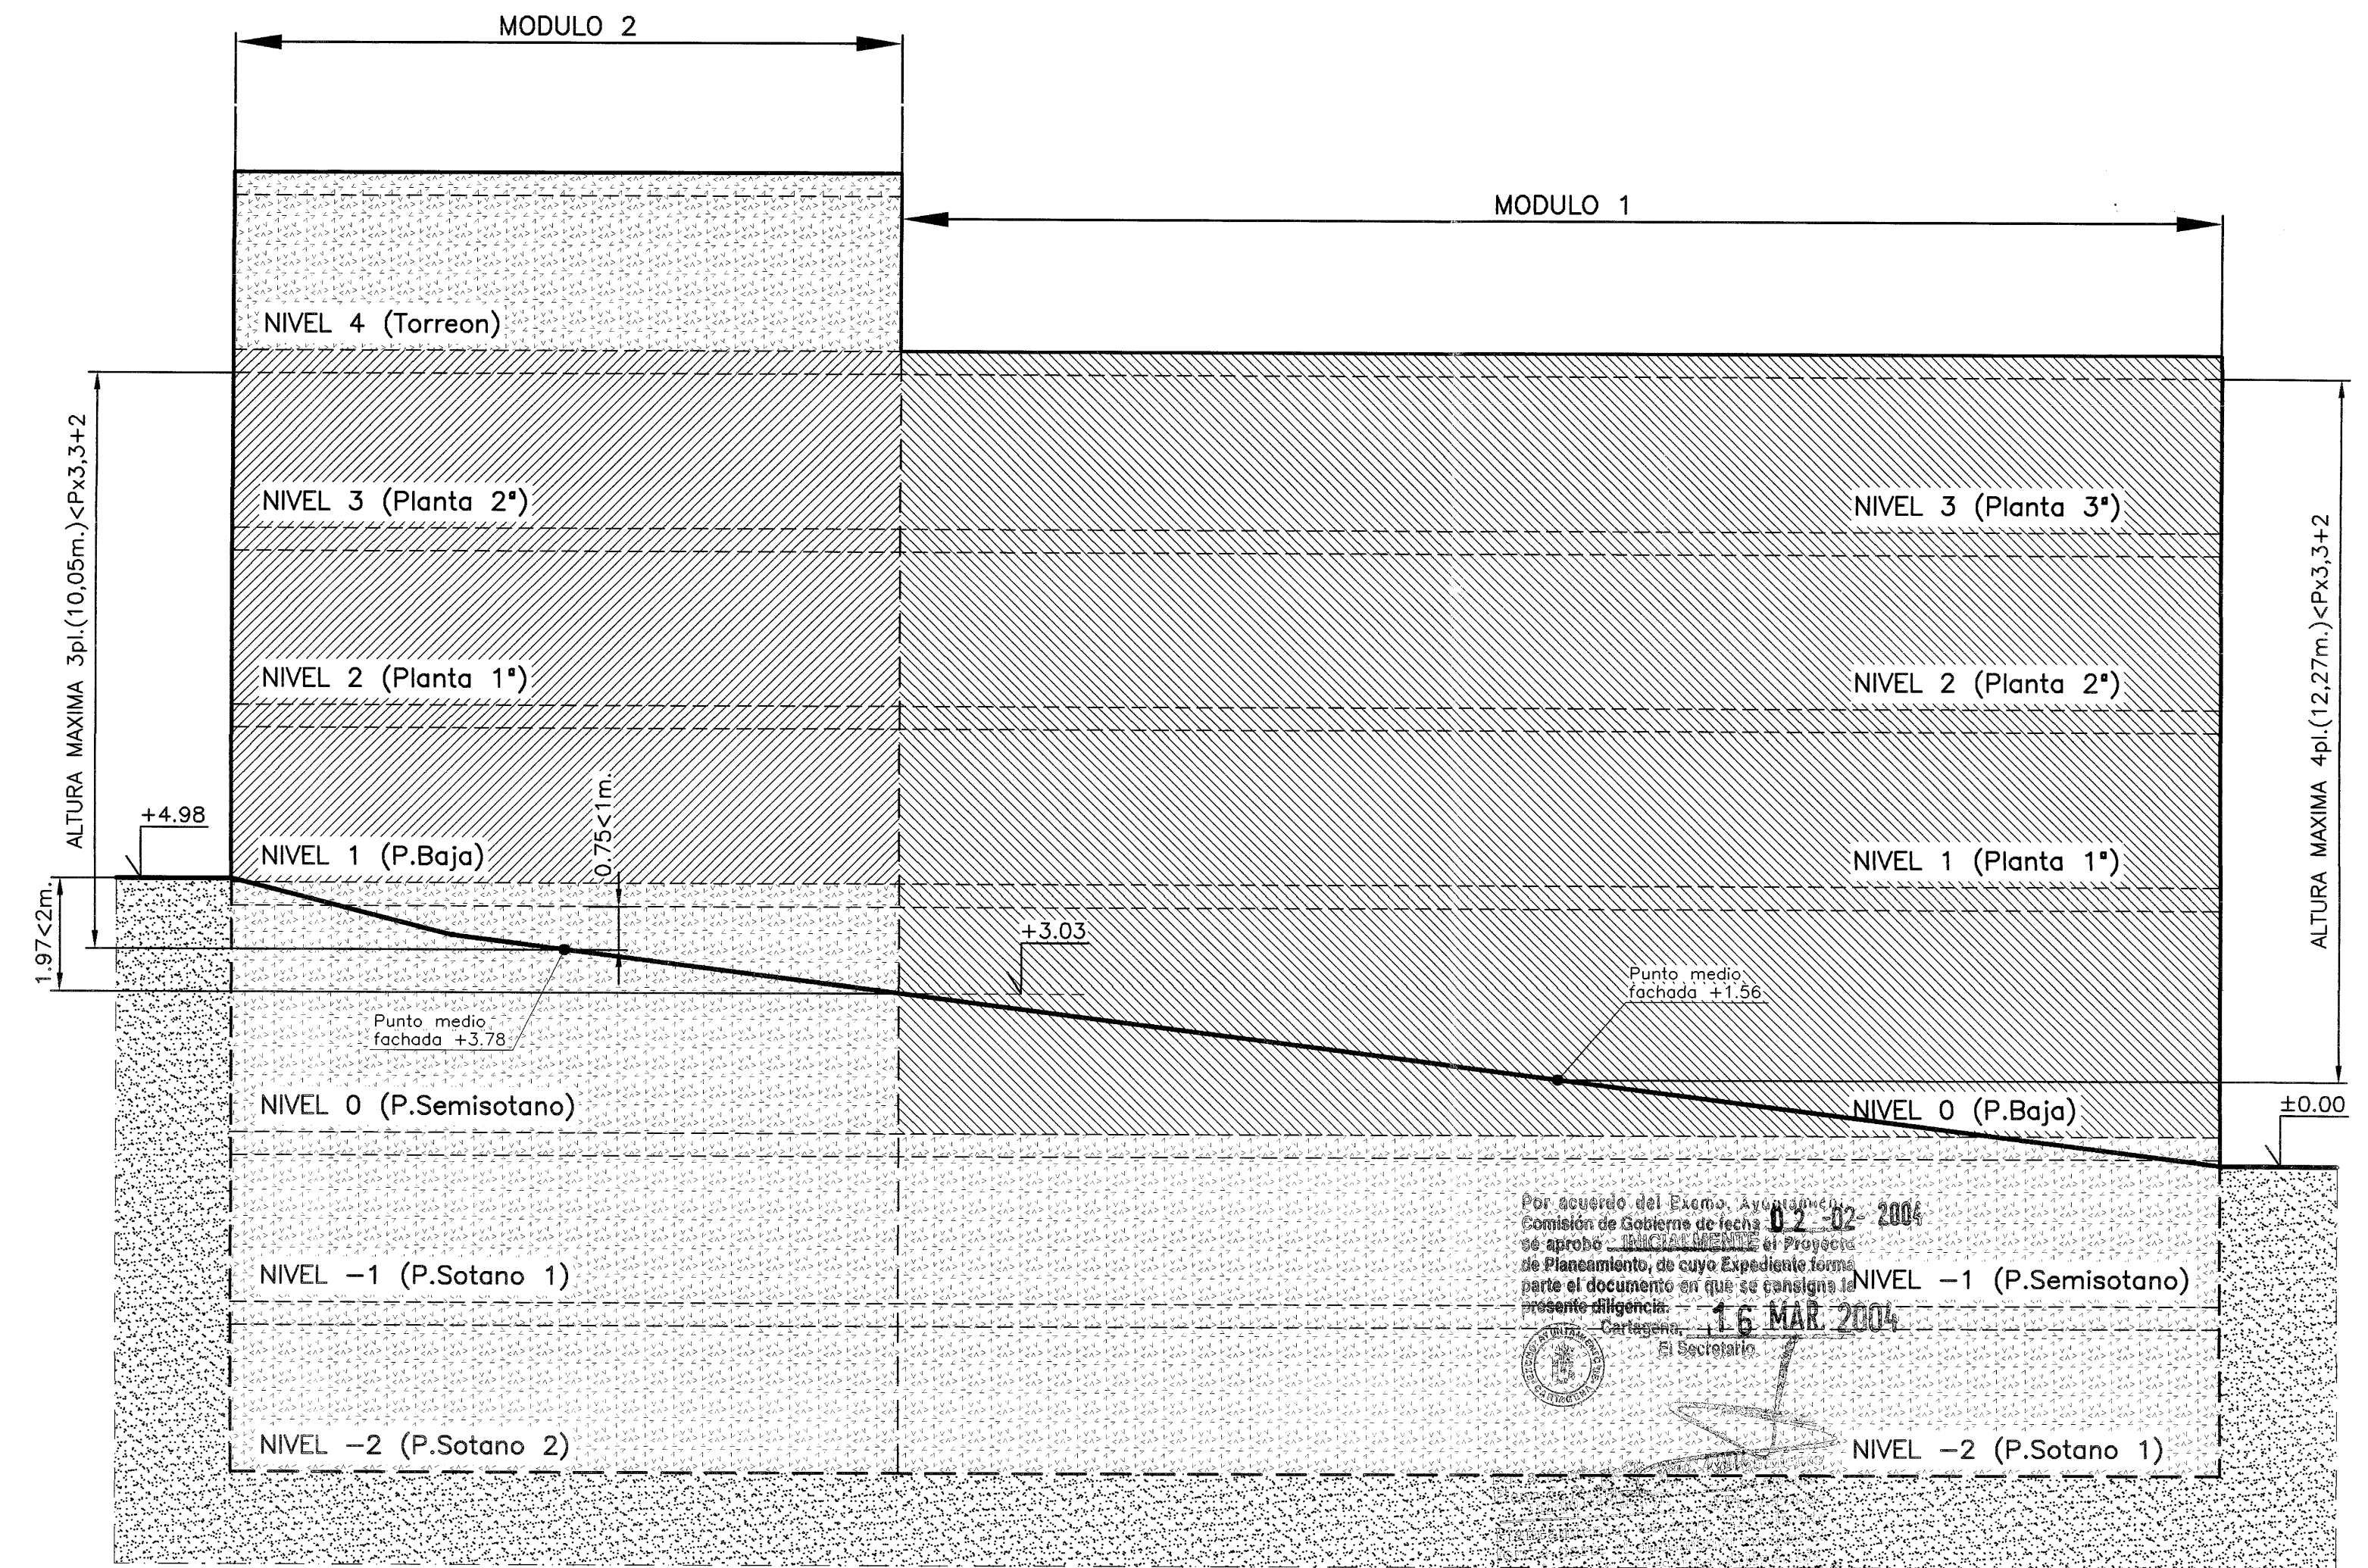 MODULO 2
MODULO 1
NIVEL 4 (Torreon)
NIVEL 3 (Planta 2ª)
NIVEL 3 (Planta 3ª)
NIVEL 2 (Planta 1ª)
NIVEL 2 (Planta 2ª)
NIVEL 1 (P.Baja)
NIVEL 1 (Planta 1ª)
ALTURA MAXIMA 3pl.(10,05m.)<Px3,3+2
ALTURA MAXIMA 4pl.(12,27m.)<Px3,3+2
+4.98
0.75<1m.
1.97<2m.
+3.03
Punto medio
fachada +3.78
Punto medio
fachada +1.56
±0.00
NIVEL 0 (P.Semisotano)
NIVEL 0 (P.Baja)
NIVEL -1 (P.Sotano 1)
NIVEL -1 (P.Semisotano)
NIVEL -2 (P.Sotano 2)
NIVEL -2 (P.Sotano 1)
Por acuerdo del Excmo.
Comisión de Gobierno de fecha 02 -02- 2004
se aprobó INICIALMENTE el Proyecto
de Planeamiento, de cuyo Expediente forma
parte el documento en que se consigna la
presente diligencia.
Cartagena, 16 MAR. 2004
El Secretario